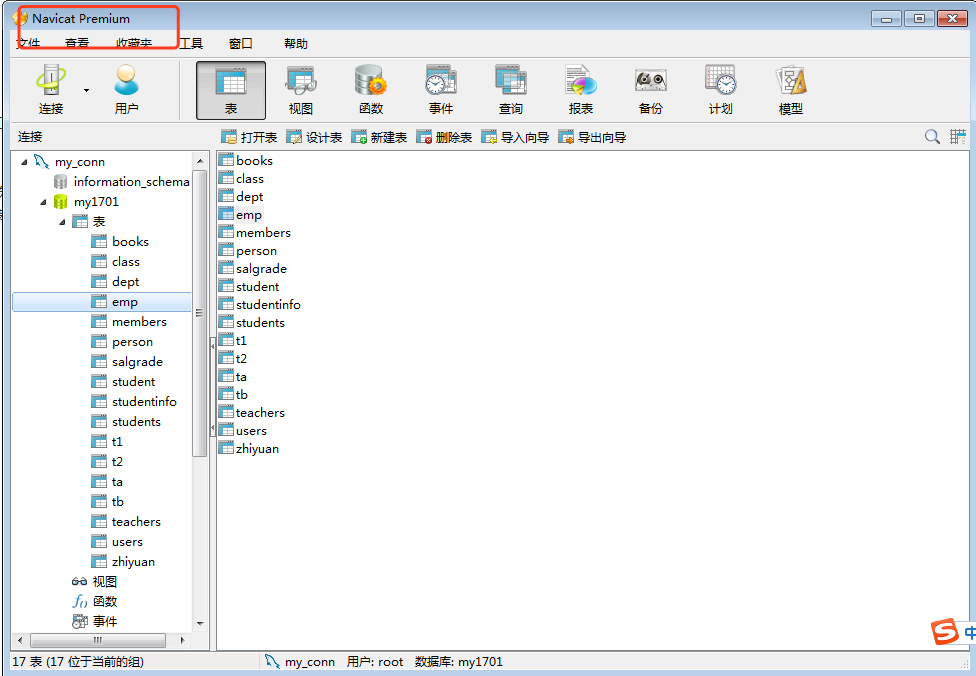 Navicat Premium
文件 查看 收藏夹 工具 窗口 帮助
连接 用户 表 视图 函数 事件 查询 报表 备份 计划 模型
连接 打开表 设计表 新建表 删除表 导入向导 导出向导
my_conn
information_schema
my1701
表
books
class
dept
emp
members
person
salgrade
student
studentinfo
students
t1
t2
ta
tb
teachers
users
zhiyuan
视图
函数
事件
books
class
dept
emp
members
person
salgrade
student
studentinfo
students
t1
t2
ta
tb
teachers
users
zhiyuan
中
17 表 (17 位于当前的组) my_conn 用户: root 数据库: my1701